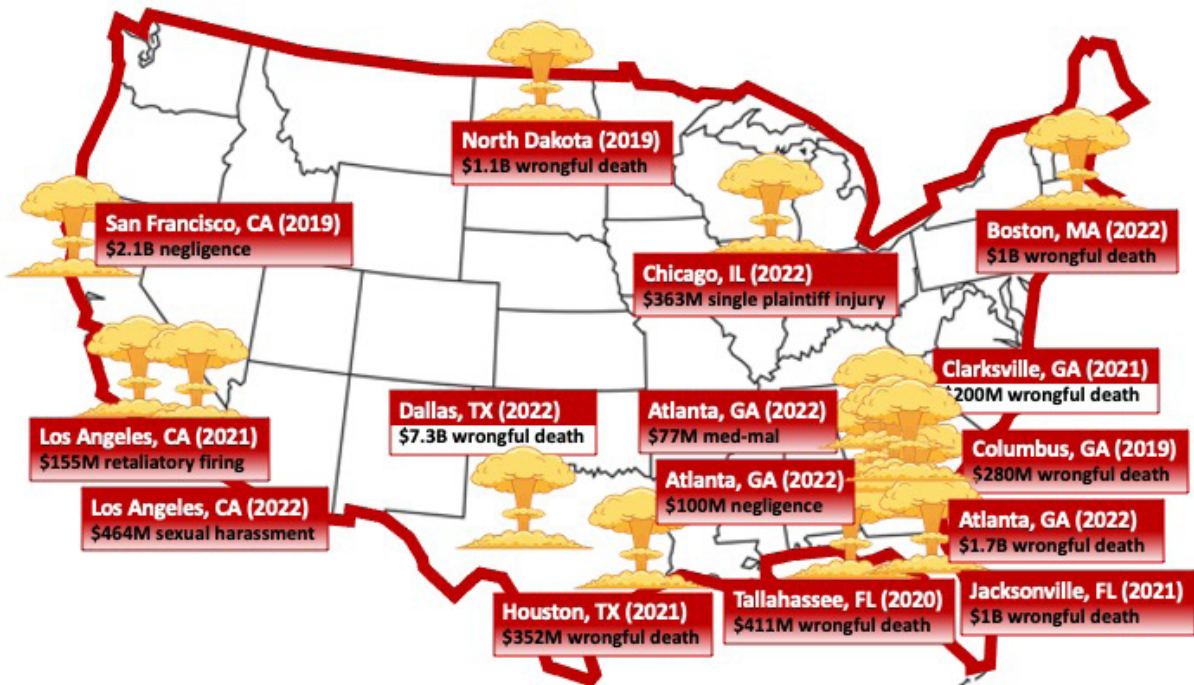 North Dakota (2019)
$1.1B wrongful death
San Francisco, CA (2019)
$2.1B negligence
Boston, MA (2022)
$1B wrongful death
Chicago, IL (2022)
$363M single plaintiff injury
Clarksville, GA (2021)
$200M wrongful death
Dallas, TX (2022)
$7.3B wrongful death
Atlanta, GA (2022)
$77M med-mal
Los Angeles, CA (2021)
$155M retaliatory firing
Columbus, GA (2019)
$280M wrongful death
Atlanta, GA (2022)
$100M negligence
Los Angeles, CA (2022)
$464M sexual harassment
Atlanta, GA (2022)
$1.7B wrongful death
Houston, TX (2021)
$352M wrongful death
Tallahassee, FL (2020)
$411M wrongful death
Jacksonville, FL (2021)
$1B wrongful death